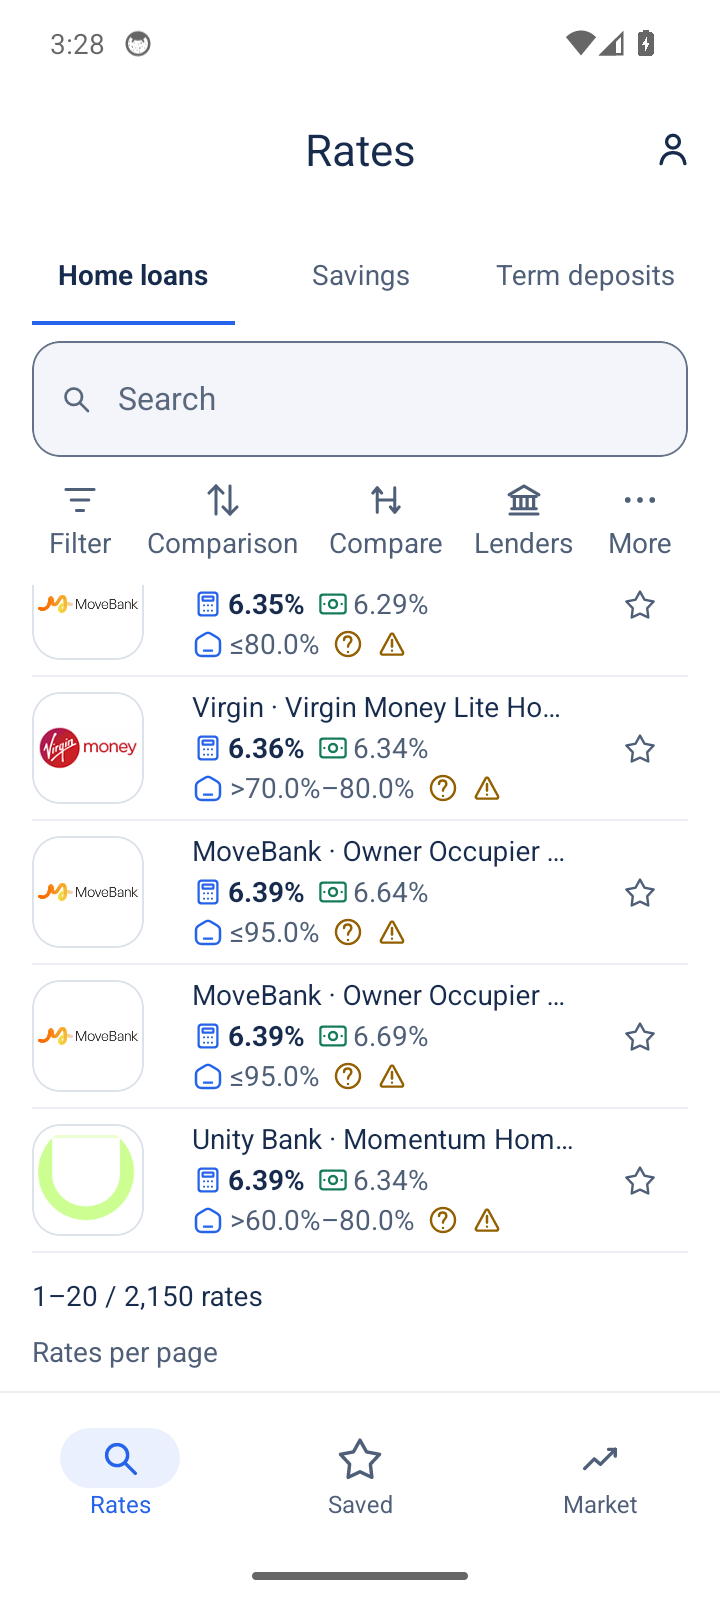 3:28
Rates
Home loans Savings Term deposits
Search
Filter Comparison Compare Lenders More
MoveBank 6.35% 6.29%
≤80.0%
Virgin · Virgin Money Lite Ho…
Virgin money 6.36% 6.34%
>70.0%–80.0%
MoveBank · Owner Occupier …
MoveBank 6.39% 6.64%
≤95.0%
MoveBank · Owner Occupier …
MoveBank 6.39% 6.69%
≤95.0%
Unity Bank · Momentum Hom…
6.39% 6.34%
>60.0%–80.0%
1–20 / 2,150 rates
Rates per page
Rates Saved Market